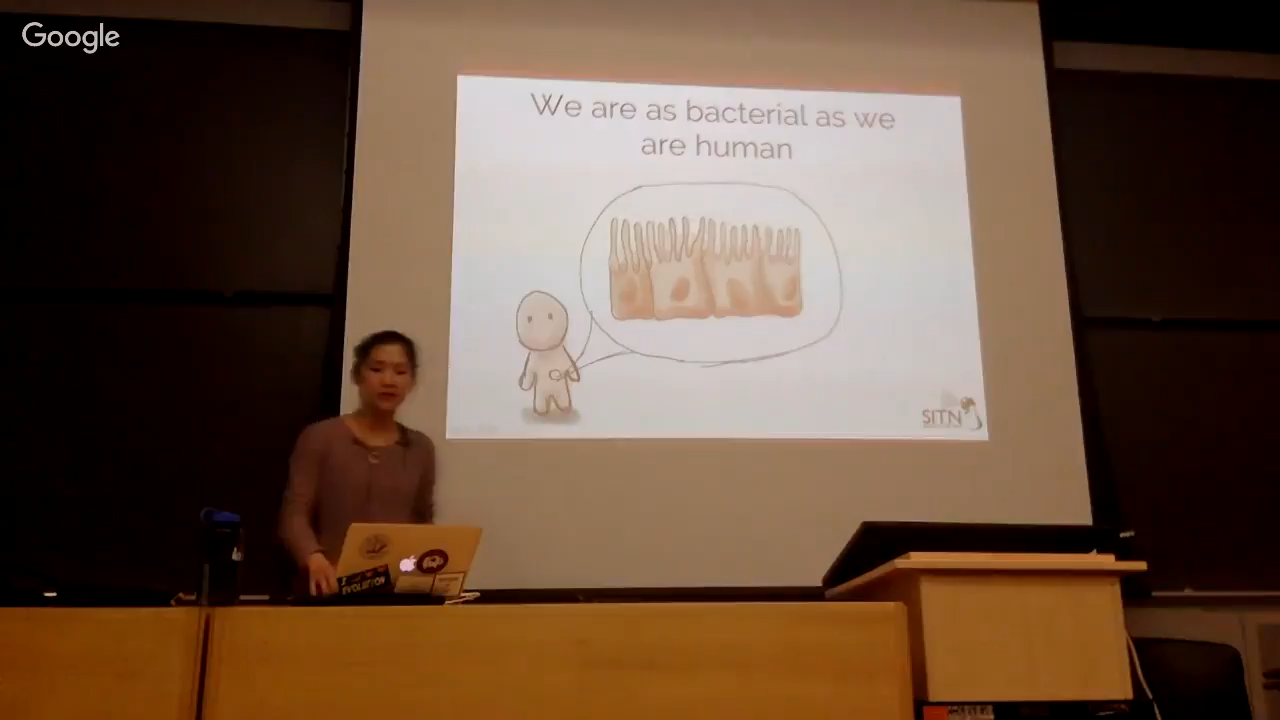 Google
We are as bacterial as we
are human
SITN
EVOLUTION